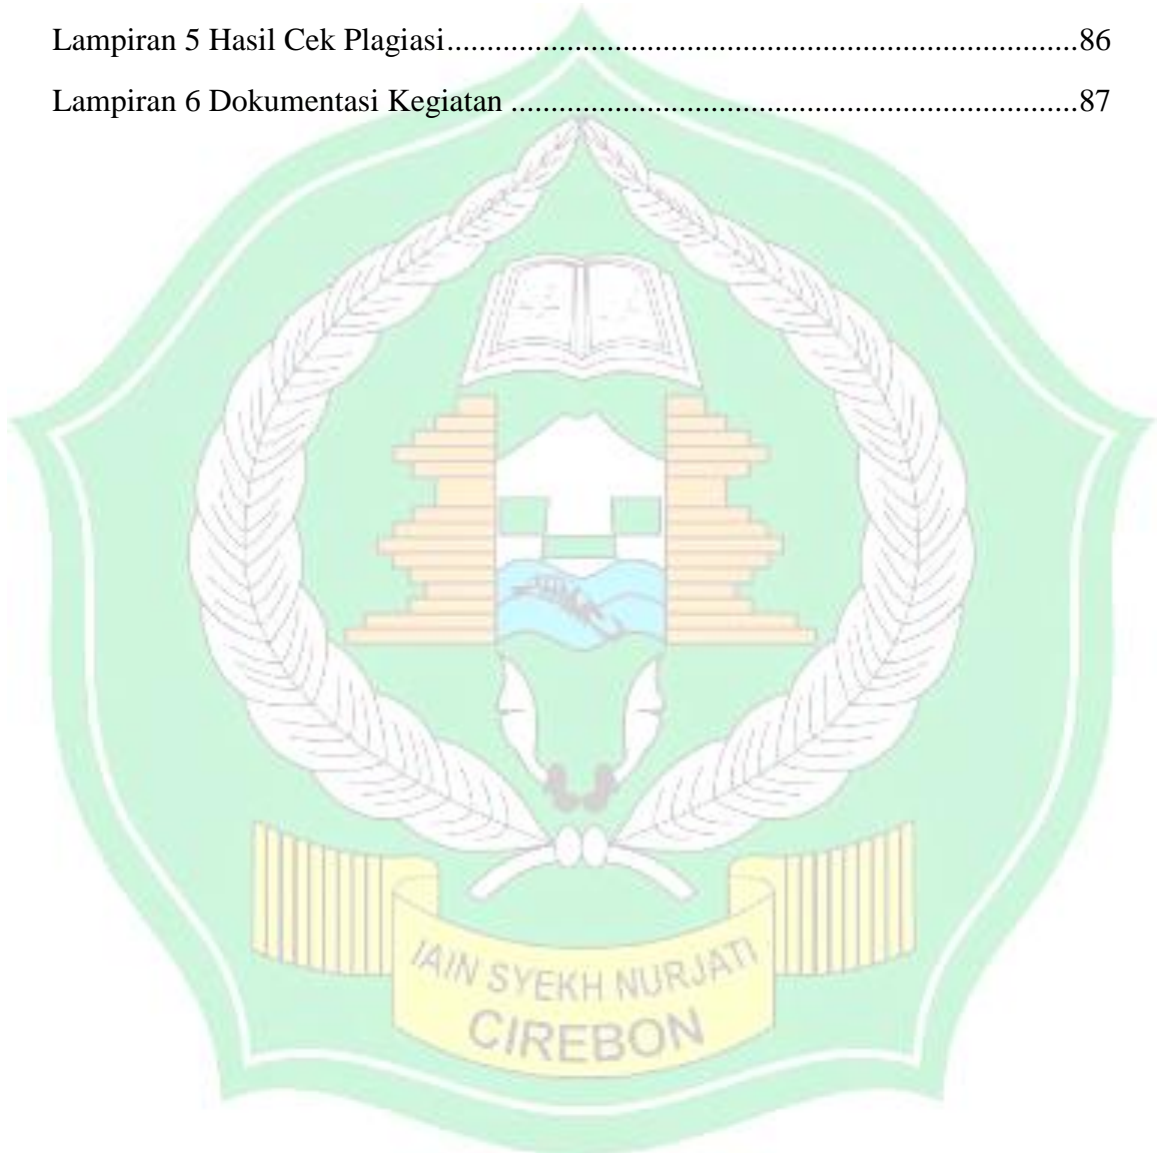 Lampiran 5 Hasil Cek Plagiasi....................................................................86
Lampiran 6 Dokumentasi Kegiatan .............................................................87
IAIN SYEKH NURJATI
CIREBON